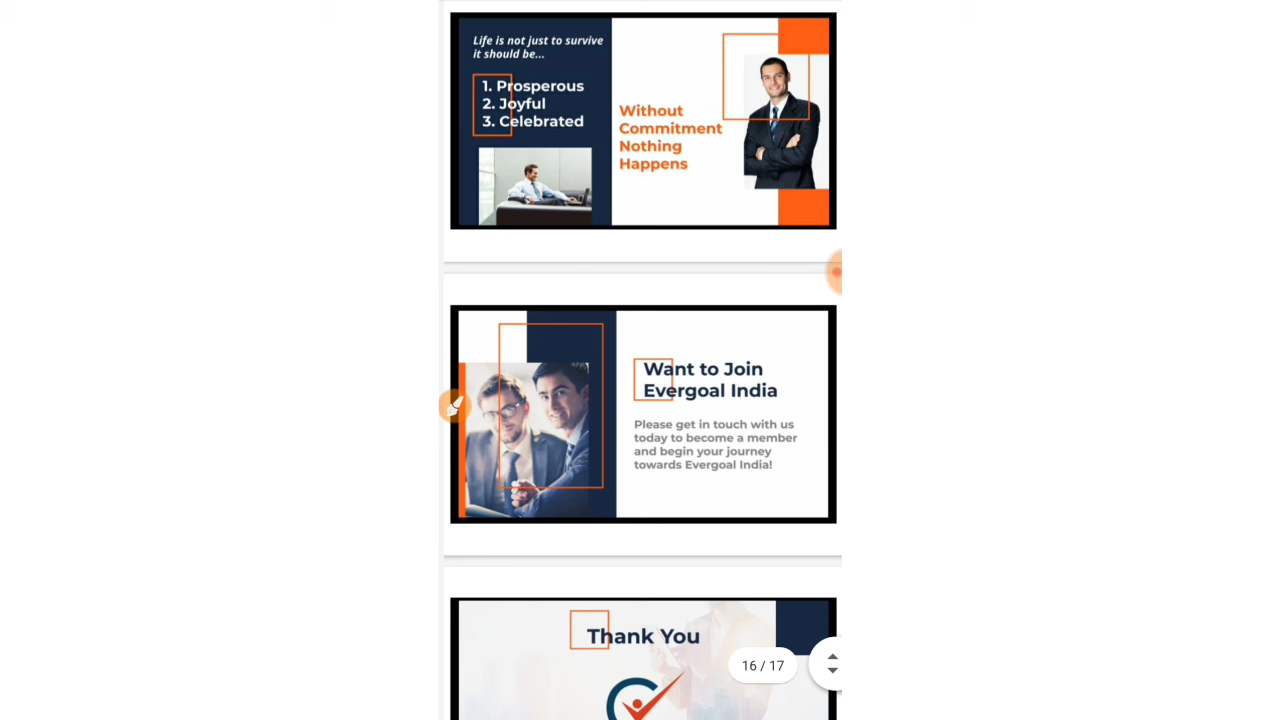 Life is not just to survive
it should be...
1. Prosperous
2. Joyful
3. Celebrated
Without
Commitment
Nothing
Happens
Want to Join
Evergoal India
Please get in touch with us
today to become a member
and begin your journey
towards Evergoal India!
Thank You
16 / 17